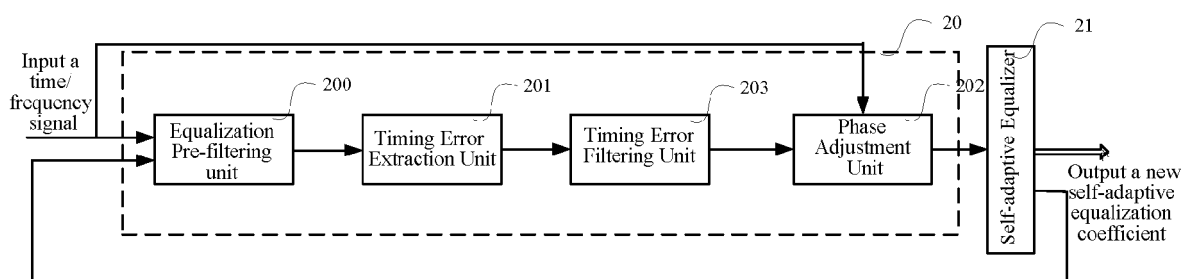 20
21
Input a
time/
frequency
signal
200
201
203
202
Equalization
Pre-filtering
unit
Timing Error
Extraction Unit
Timing Error
Filtering Unit
Phase
Adjustment
Unit
Self-adaptive Equalizer
Output a new
self-adaptive
equalization
coefficient